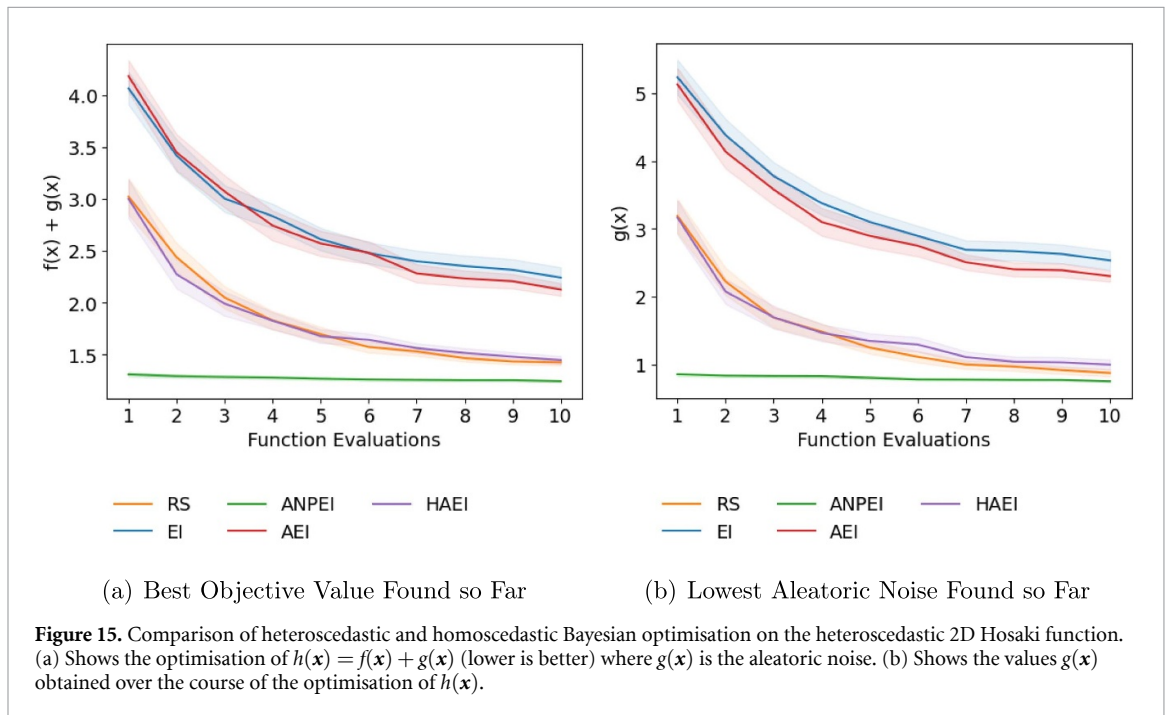 4.0
3.5
3.0
2.5
2.0
1.5
f(x) + g(x)
1 2 3 4 5 6 7 8 9 10
Function Evaluations
RS ANPEI HAEI
EI AEI
(a) Best Objective Value Found so Far
5
4
3
2
1
g(x)
1 2 3 4 5 6 7 8 9 10
Function Evaluations
RS ANPEI HAEI
EI AEI
(b) Lowest Aleatoric Noise Found so Far
Figure 15. Comparison of heteroscedastic and homoscedastic Bayesian optimisation on the heteroscedastic 2D Hosaki function.
(a) Shows the optimisation of h(x) = f(x) + g(x) (lower is better) where g(x) is the aleatoric noise. (b) Shows the values g(x)
obtained over the course of the optimisation of h(x).